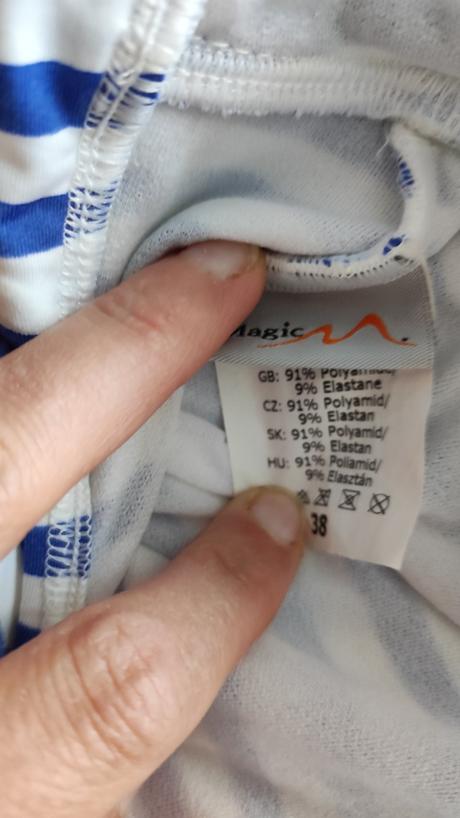 Magic
GB: 91% Polyamide/
9% Elastane
CZ: 91% Polyamid/
9% Elastan
SK: 91% Polyamid/
9% Elastan
HU: 91% Poliamid/
9% Elasztán
38